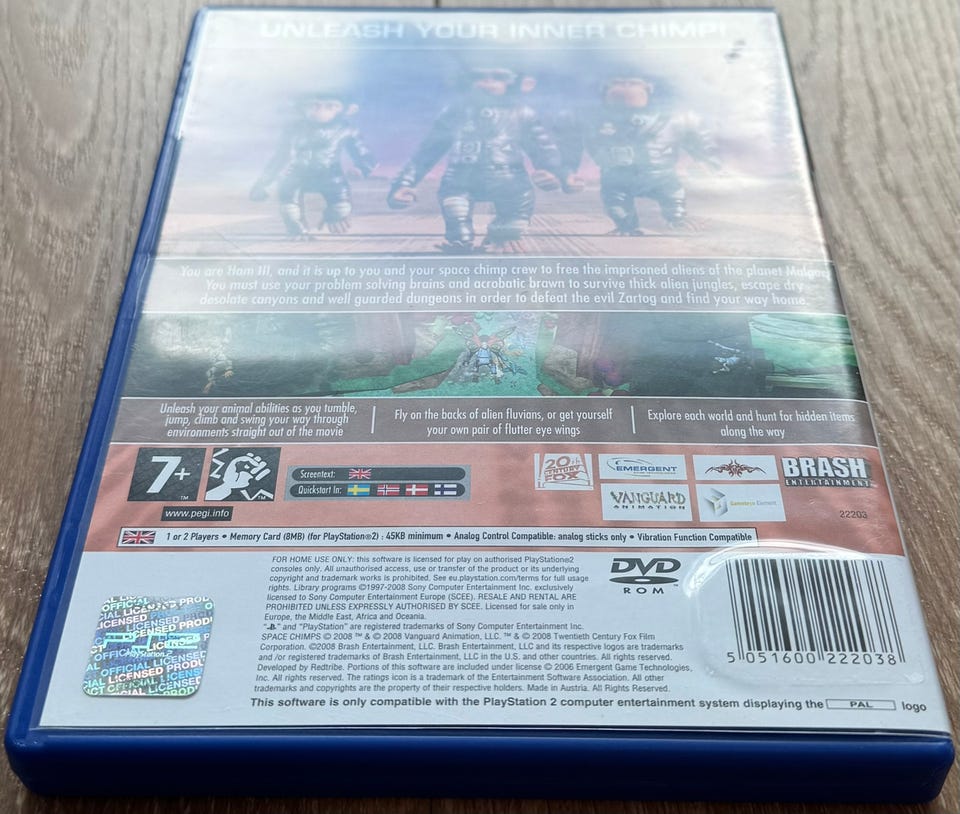 UNLEASH YOUR INNER CHIMP!
You are Ham III, and it is up to you and your space chimp crew to free the imprisoned aliens of the planet Malgor.
You must use your problem solving brains and acrobatic brawn to survive thick alien jungles, escape dry
desolate canyons and well guarded dungeons in order to defeat the evil Zartog and find your way home.
Unleash your animal abilities as you tumble,
jump, climb and swing your way through
environments straight out of the movie
Fly on the backs of alien fluvians, or get yourself
your own pair of flutter eye wings
Explore each world and hunt for hidden items
along the way
7+
™
™
www.pegi.info
Screentext:
Quickstart In:
20th
CENTURY
FOX
EMERGENT
VANGUARD
ANIMATION
Gamebryo Element
BRASH
ENTERTAINMENT
22203
1 or 2 Players • Memory Card (8MB) (for PlayStation®2) : 45KB minimum • Analog Control Compatible: analog sticks only • Vibration Function Compatible
FOR HOME USE ONLY: this software is licensed for play on authorised PlayStation2
consoles only. All unauthorised access, use or transfer of the product or its underlying
copyright and trademark works is prohibited. See eu.playstation.com/terms for full usage
rights. Library programs ©1997-2008 Sony Computer Entertainment Inc. exclusively
licensed to Sony Computer Entertainment Europe (SCEE). RESALE AND RENTAL ARE
PROHIBITED UNLESS EXPRESSLY AUTHORISED BY SCEE. Licensed for sale only in
Europe, the Middle East, Africa and Oceania.
" " and "PlayStation" are registered trademarks of Sony Computer Entertainment Inc.
SPACE CHIMPS © 2008 ™ & © 2008 Vanguard Animation, LLC. ™ & © 2008 Twentieth Century Fox Film
Corporation. ©2008 Brash Entertainment, LLC. Brash Entertainment, LLC and its respective logos are trademarks
and /or registered trademarks of Brash Entertainment, LLC in the U.S. and other countries. All rights reserved.
Developed by Redtribe. Portions of this software are included under license © 2006 Emergent Game Technologies,
Inc. All rights reserved. The ratings icon is a trademark of the Entertainment Software Association. All other
trademarks and copyrights are the property of their respective holders. Made in Austria. All Rights Reserved.
This software is only compatible with the PlayStation 2 computer entertainment system displaying the PAL logo
DVD
ROM
5 051600 222038
OFFICIAL LICENSED PRODUCT
PlayStation 2